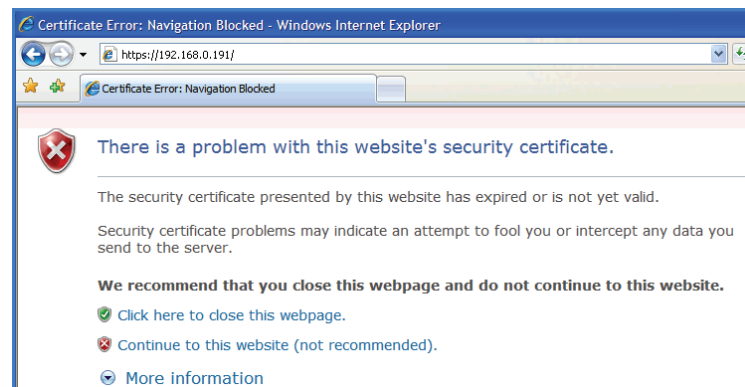 Certificate Error: Navigation Blocked - Windows Internet Explorer
https://192.168.0.191/
Certificate Error: Navigation Blocked
There is a problem with this website's security certificate.
The security certificate presented by this website has expired or is not yet valid.
Security certificate problems may indicate an attempt to fool you or intercept any data you
send to the server.
We recommend that you close this webpage and do not continue to this website.
Click here to close this webpage.
Continue to this website (not recommended).
More information